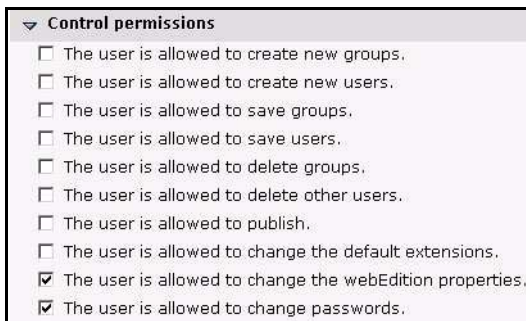 Control permissions
The user is allowed to create new groups.
The user is allowed to create new users.
The user is allowed to save groups.
The user is allowed to save users.
The user is allowed to delete groups.
The user is allowed to delete other users.
The user is allowed to publish.
The user is allowed to change the default extensions.
The user is allowed to change the webEdition properties.
The user is allowed to change passwords.